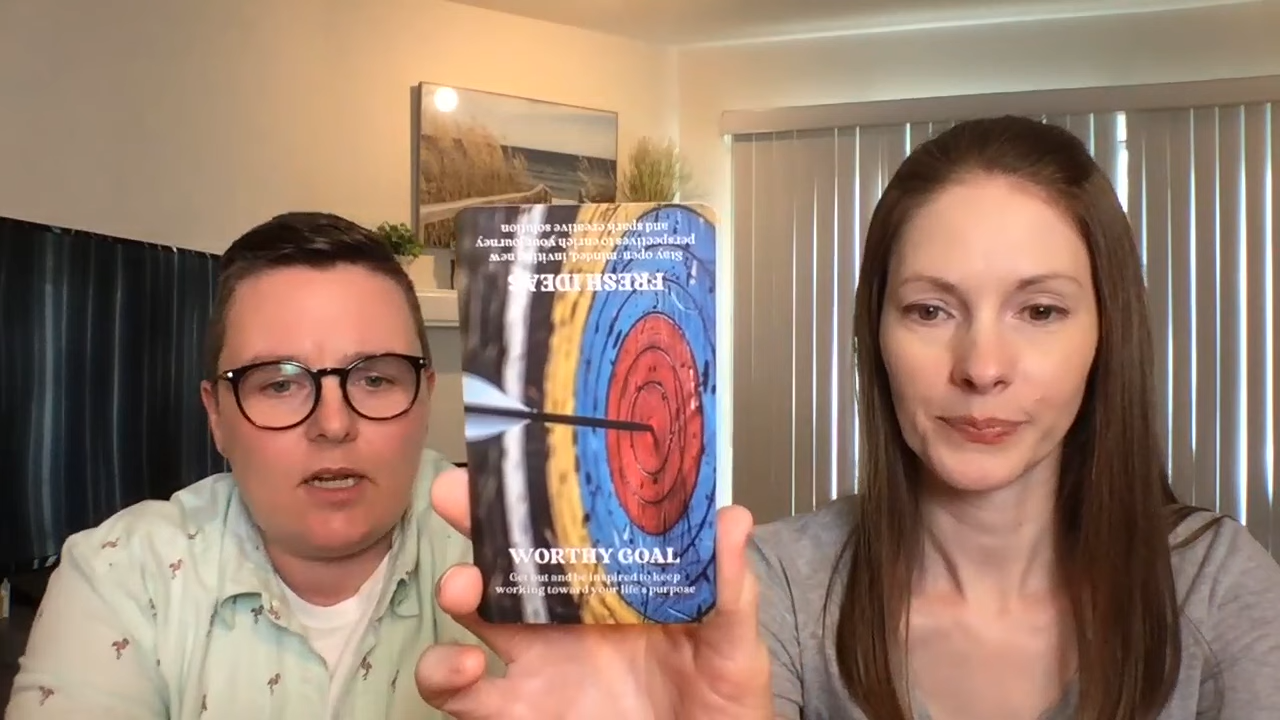 FRESH IDEAS
Stay open-minded, inviting new
perspectives to enrich your journey
and spark creative solution
WORTHY GOAL
Get out and be inspired to keep
working toward your life's purpose